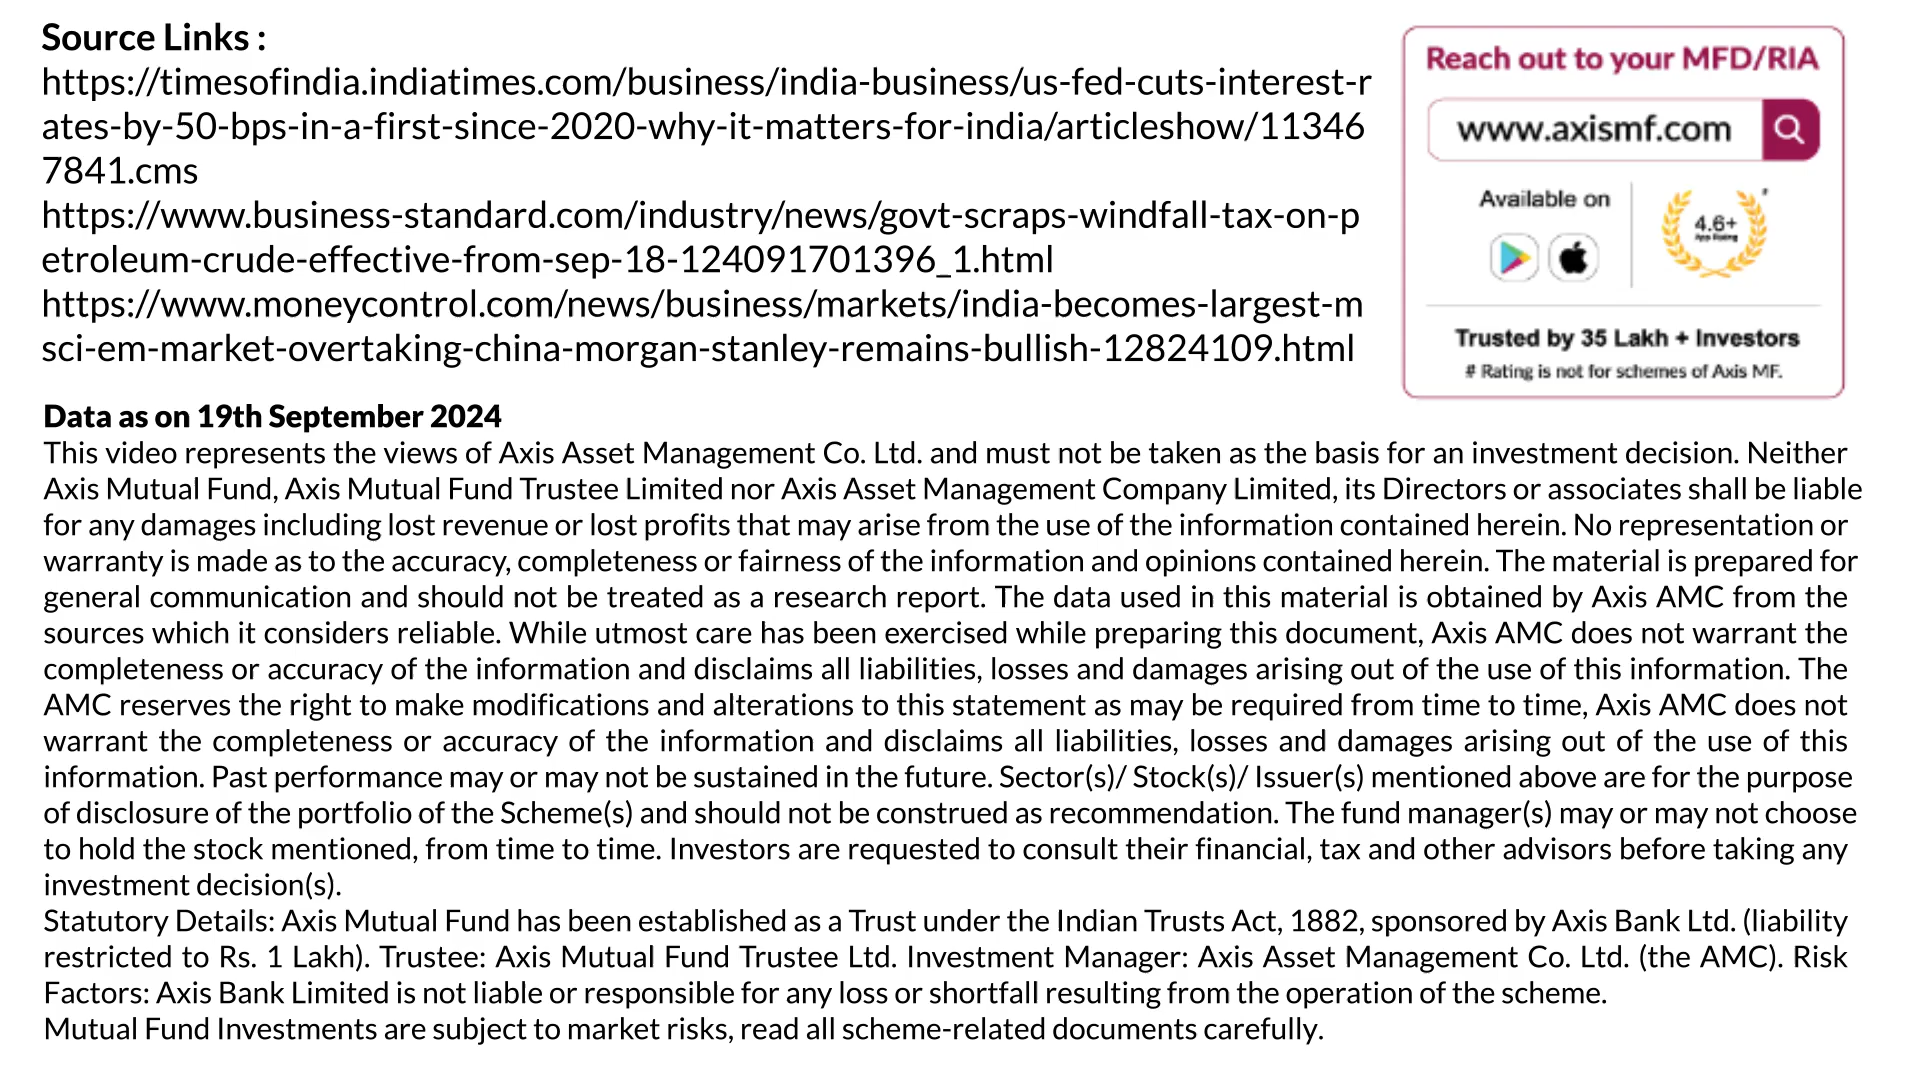 Source Links :
https://timesofindia.indiatimes.com/business/india-business/us-fed-cuts-interest-r
ates-by-50-bps-in-a-first-since-2020-why-it-matters-for-india/articleshow/11346
7841.cms
https://www.business-standard.com/industry/news/govt-scraps-windfall-tax-on-p
etroleum-crude-effective-from-sep-18-124091701396_1.html
https://www.moneycontrol.com/news/business/markets/india-becomes-largest-m
sci-em-market-overtaking-china-morgan-stanley-remains-bullish-12824109.html
Reach out to your MFD/RIA
www.axismf.com
Available on
4.6+ #
App Rating
Trusted by 35 Lakh + Investors
# Rating is not for schemes of Axis MF.
Data as on 19th September 2024
This video represents the views of Axis Asset Management Co. Ltd. and must not be taken as the basis for an investment decision. Neither
Axis Mutual Fund, Axis Mutual Fund Trustee Limited nor Axis Asset Management Company Limited, its Directors or associates shall be liable
for any damages including lost revenue or lost profits that may arise from the use of the information contained herein. No representation or
warranty is made as to the accuracy, completeness or fairness of the information and opinions contained herein. The material is prepared for
general communication and should not be treated as a research report. The data used in this material is obtained by Axis AMC from the
sources which it considers reliable. While utmost care has been exercised while preparing this document, Axis AMC does not warrant the
completeness or accuracy of the information and disclaims all liabilities, losses and damages arising out of the use of this information. The
AMC reserves the right to make modifications and alterations to this statement as may be required from time to time, Axis AMC does not
warrant the completeness or accuracy of the information and disclaims all liabilities, losses and damages arising out of the use of this
information. Past performance may or may not be sustained in the future. Sector(s)/ Stock(s)/ Issuer(s) mentioned above are for the purpose
of disclosure of the portfolio of the Scheme(s) and should not be construed as recommendation. The fund manager(s) may or may not choose
to hold the stock mentioned, from time to time. Investors are requested to consult their financial, tax and other advisors before taking any
investment decision(s).
Statutory Details: Axis Mutual Fund has been established as a Trust under the Indian Trusts Act, 1882, sponsored by Axis Bank Ltd. (liability
restricted to Rs. 1 Lakh). Trustee: Axis Mutual Fund Trustee Ltd. Investment Manager: Axis Asset Management Co. Ltd. (the AMC). Risk
Factors: Axis Bank Limited is not liable or responsible for any loss or shortfall resulting from the operation of the scheme.
Mutual Fund Investments are subject to market risks, read all scheme-related documents carefully.